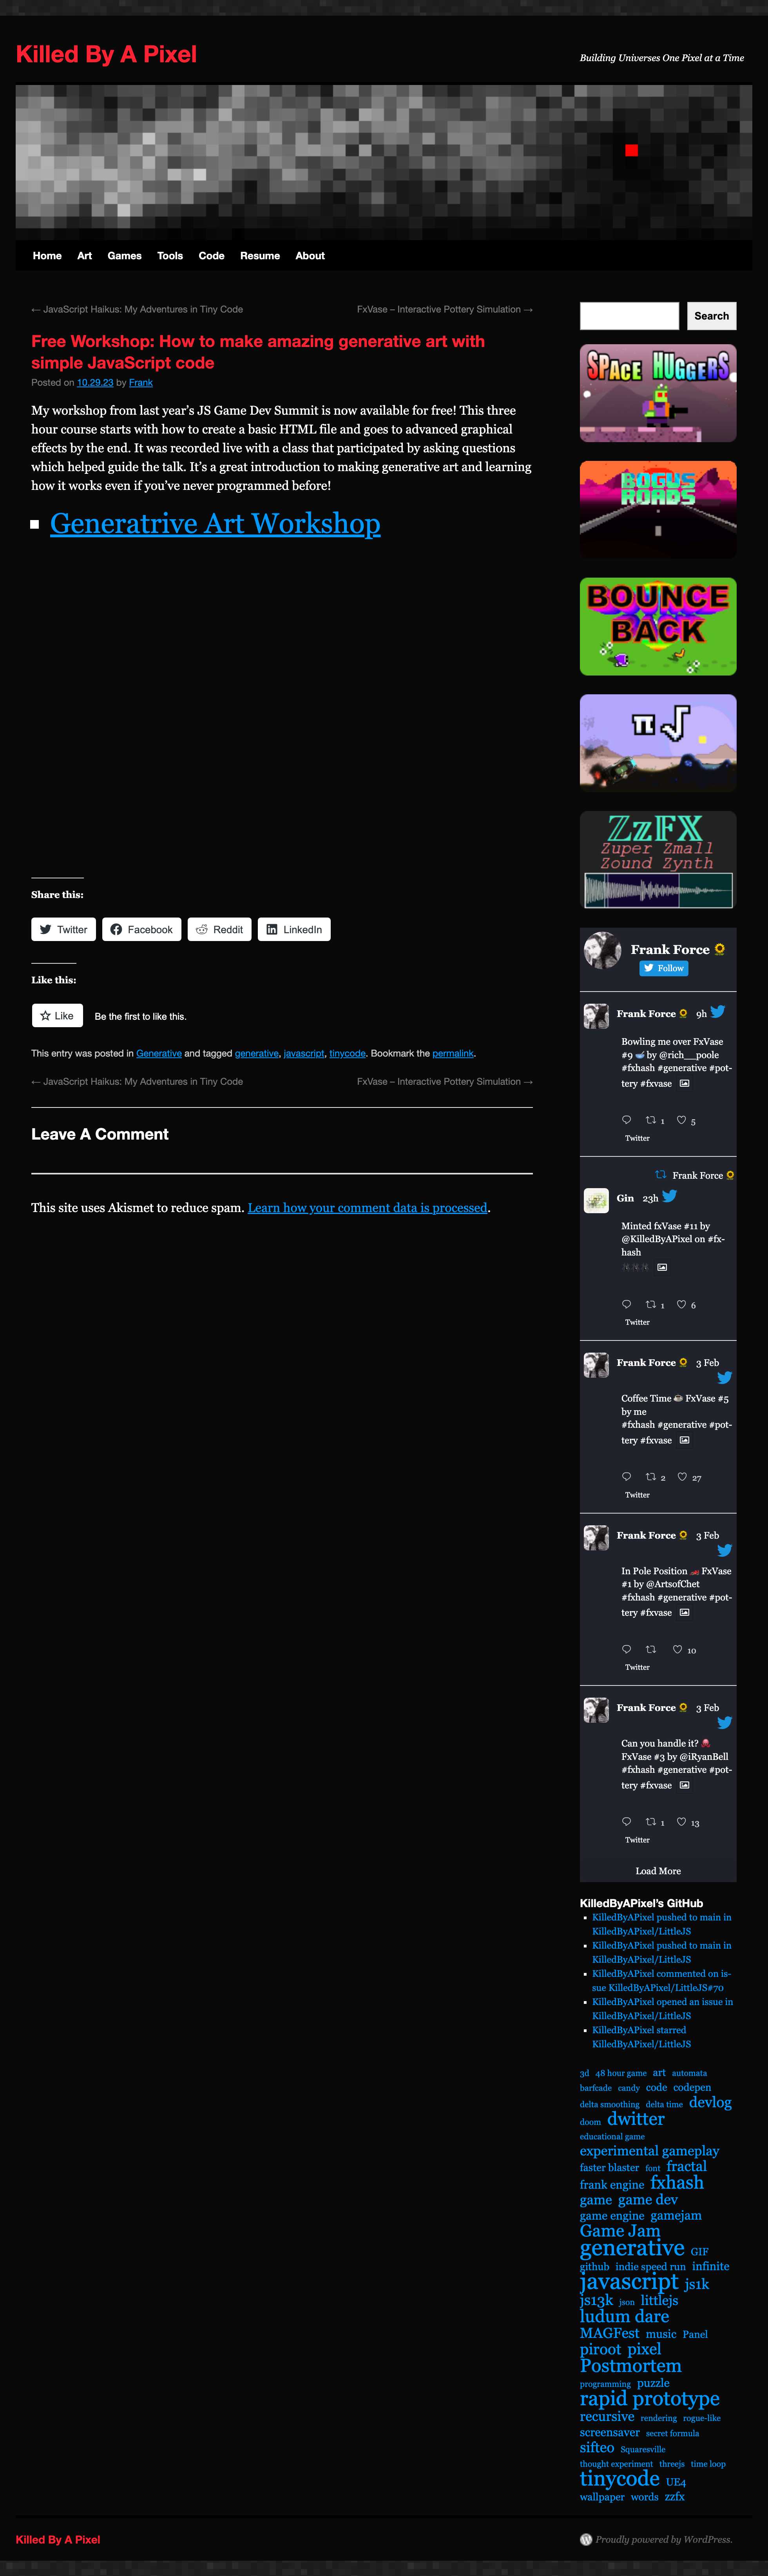 Killed By A Pixel
Building Universes One Pixel at a Time
Home Art Games Tools Code Resume About
← JavaScript Haikus: My Adventures in Tiny Code
FxVase – Interactive Pottery Simulation →
Free Workshop: How to make amazing generative art with
simple JavaScript code
Posted on 10.29.23 by Frank
My workshop from last year's JS Game Dev Summit is now available for free! This three
hour course starts with how to create a basic HTML file and goes to advanced graphical
effects by the end. It was recorded live with a class that participated by asking questions
which helped guide the talk. It's a great introduction to making generative art and learning
how it works even if you've never programmed before!
Generatrive Art Workshop
Share this:
Twitter Facebook Reddit LinkedIn
Like this:
Like Be the first to like this.
This entry was posted in Generative and tagged generative, javascript, tinycode. Bookmark the permalink.
← JavaScript Haikus: My Adventures in Tiny Code
FxVase – Interactive Pottery Simulation →
Leave A Comment
This site uses Akismet to reduce spam. Learn how your comment data is processed.
Search
SPACE HUGGERS
BOGUS
ROADS
BOUNCE
BACK
π√
ZzFX
Zuper Zmall
Zound Zynth
Frank Force
Follow
Frank Force 9h
Bowling me over FxVase
#9 🥣 by @rich__poole
#fxhash #generative #pot-
tery #fxvase
1 5
Twitter
Frank Force
Gin 23h
Minted fxVase #11 by
@KilledByAPixel on #fx-
hash
1 6
Twitter
Frank Force 3 Feb
Coffee Time ☕ FxVase #5
by me
#fxhash #generative #pot-
tery #fxvase
2 27
Twitter
Frank Force 3 Feb
In Pole Position 🏎 FxVase
#1 by @ArtsofChet
#fxhash #generative #pot-
tery #fxvase
10
Twitter
Frank Force 3 Feb
Can you handle it? 🐙
FxVase #3 by @iRyanBell
#fxhash #generative #pot-
tery #fxvase
1 13
Twitter
Load More
KilledByAPixel's GitHub
KilledByAPixel pushed to main in
KilledByAPixel/LittleJS
KilledByAPixel pushed to main in
KilledByAPixel/LittleJS
KilledByAPixel commented on is-
sue KilledByAPixel/LittleJS#70
KilledByAPixel opened an issue in
KilledByAPixel/LittleJS
KilledByAPixel starred
KilledByAPixel/LittleJS
3d 48 hour game art automata
barfcade candy code codepen
delta smoothing delta time devlog
doom dwitter
educational game
experimental gameplay
faster blaster font fractal
frank engine fxhash
game game dev
game engine gamejam
Game Jam
generative GIF
github indie speed run infinite
javascript js1k
js13k json littlejs
ludum dare
MAGFest music Panel
piroot pixel
Postmortem
programming puzzle
rapid prototype
recursive rendering rogue-like
screensaver secret formula
sifteo Squaresville
thought experiment threejs time loop
tinycode UE4
wallpaper words zzfx
Killed By A Pixel
Proudly powered by WordPress.